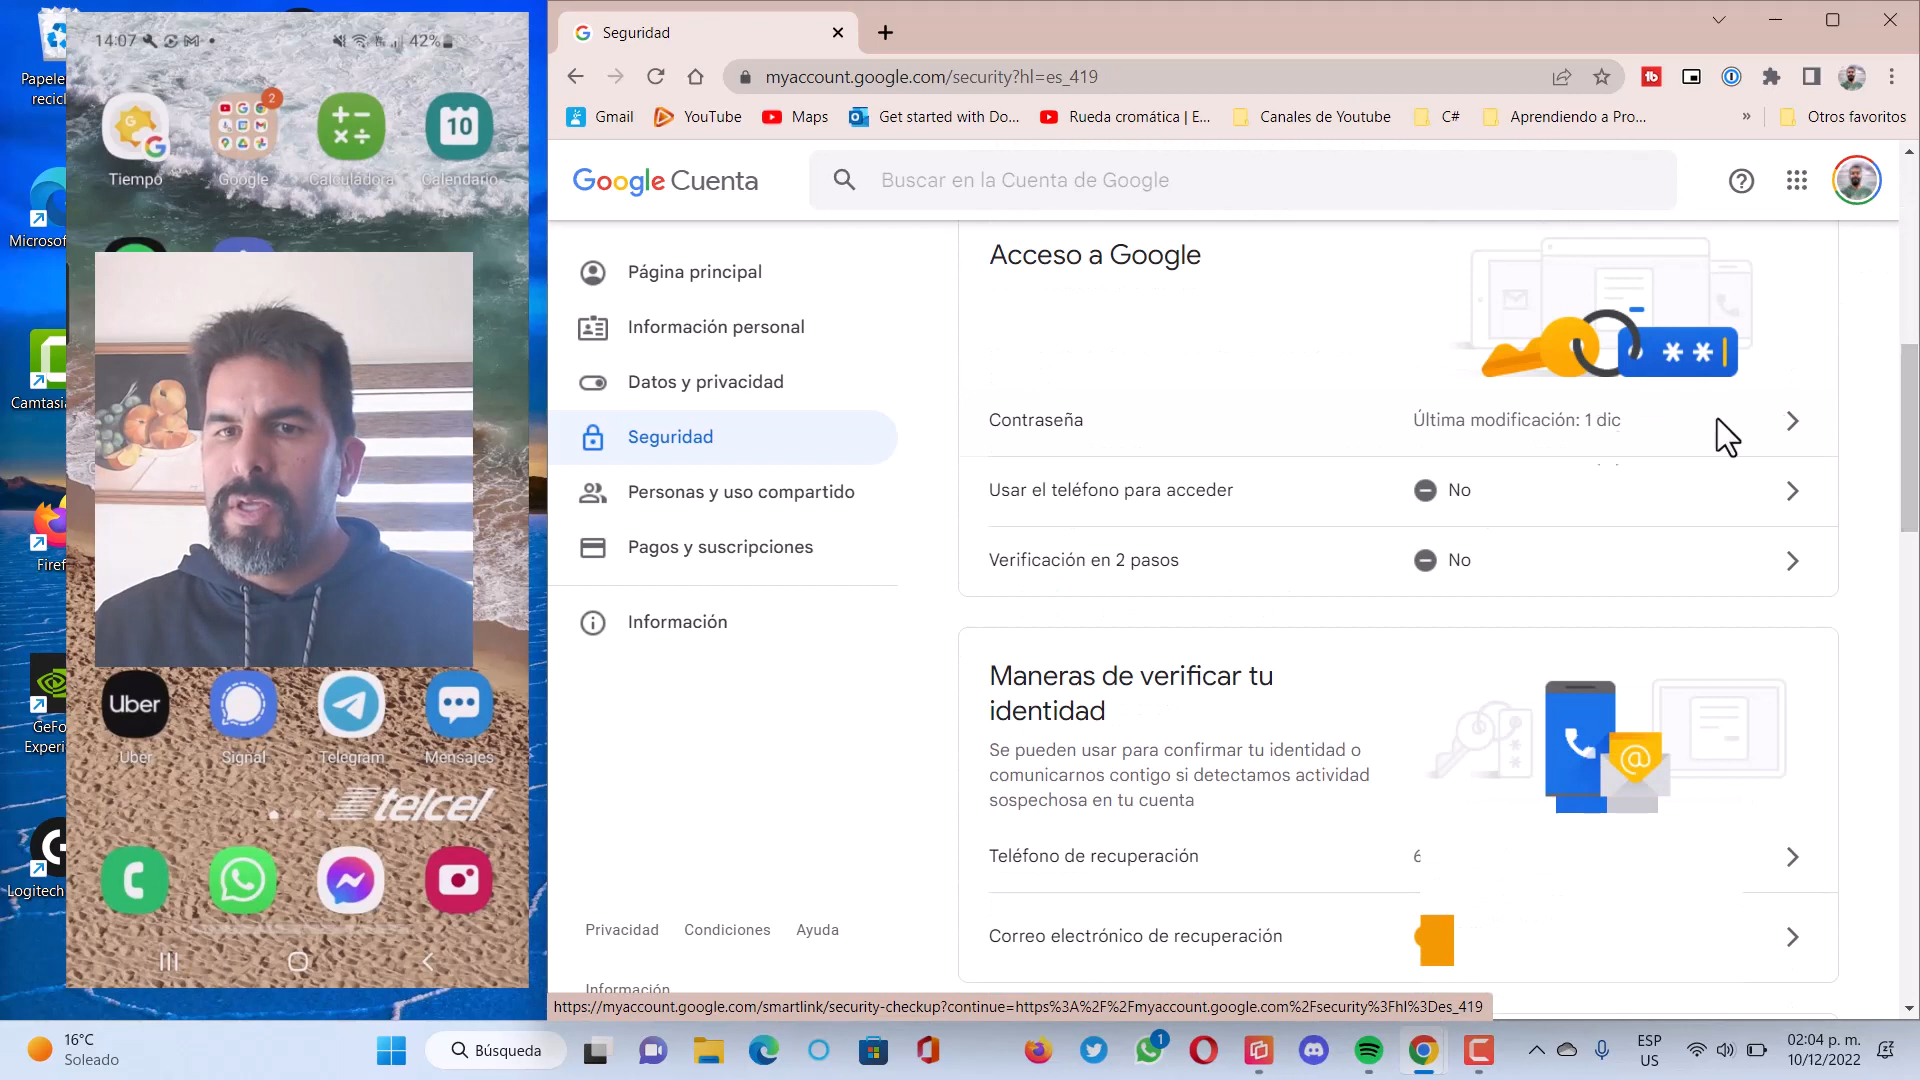 Papele
recicl
Microsof
Camtasia
Firef
GeFo
Experi
Logitech
14:07
42%
2
10
Tiempo
Google
Calculadora
Calendario
Uber
Uber
Signal
Telegram
Mensajes
telcel
Seguridad
myaccount.google.com/security?hl=es_419
Gmail
YouTube
Maps
Get started with Do...
Rueda cromática | E...
Canales de Youtube
C#
Aprendiendo a Pro...
»
Otros favoritos
Google Cuenta
Buscar en la Cuenta de Google
Página principal
Información personal
Datos y privacidad
Seguridad
Personas y uso compartido
Pagos y suscripciones
Información
Privacidad
Condiciones
Ayuda
Información
Acceso a Google
Contraseña
Última modificación: 1 dic
Usar el teléfono para acceder
No
Verificación en 2 pasos
No
Maneras de verificar tu
identidad
Se pueden usar para confirmar tu identidad o
comunicarnos contigo si detectamos actividad
sospechosa en tu cuenta
Teléfono de recuperación
6
Correo electrónico de recuperación
https://myaccount.google.com/smartlink/security-checkup?continue=https%3A%2F%2Fmyaccount.google.com%2Fsecurity%3Fhl%3Des_419
16°C
Soleado
Búsqueda
1
ESP
US
02:04 p. m.
10/12/2022